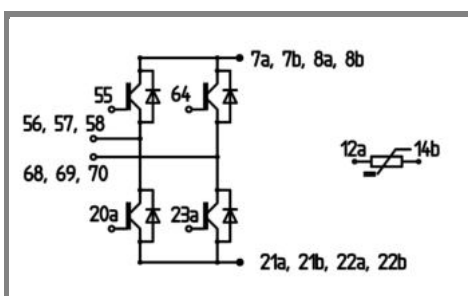 7a, 7b, 8a, 8b
55
64
56, 57, 58
12a
14b
68, 69, 70
20a
23a
21a, 21b, 22a, 22b